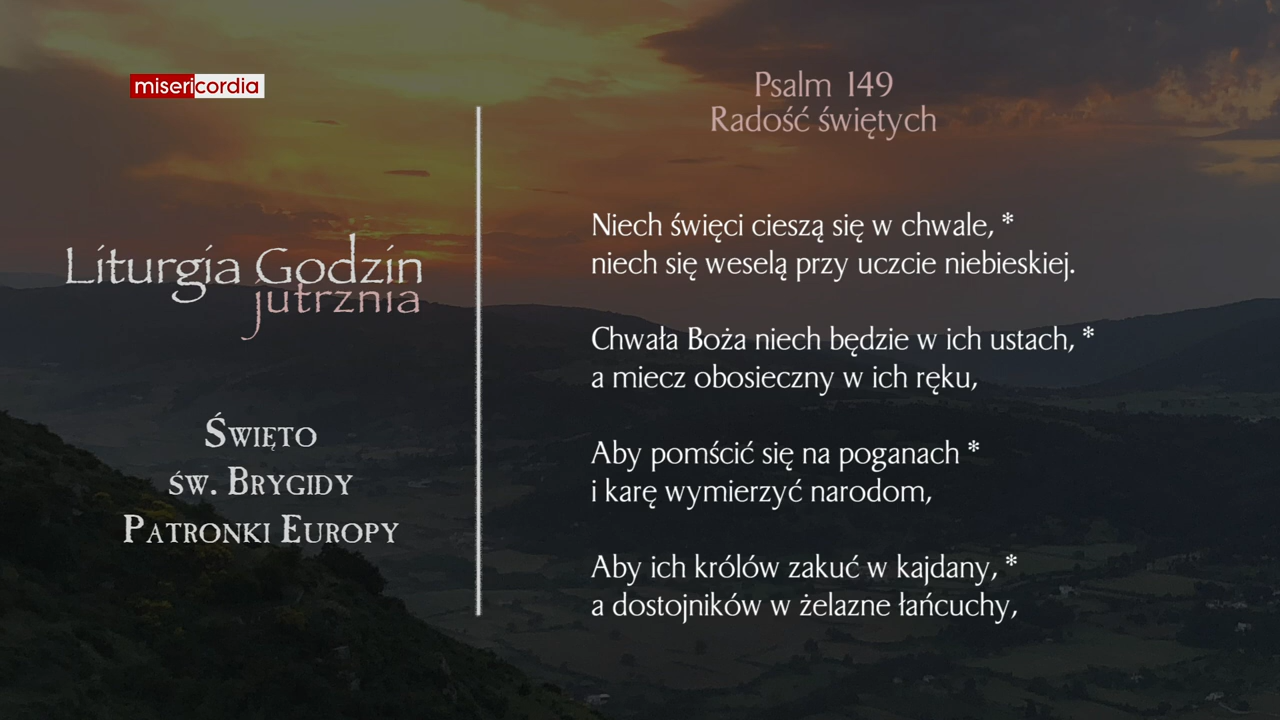 misericordia
Liturgia Godzin
jutrznia
Święto
św. Brygidy
Patronki Europy
Psalm 149
Radość świętych
Niech święci cieszą się w chwale, *
niech się weselą przy uczcie niebieskiej.
Chwała Boża niech będzie w ich ustach, *
a miecz obosieczny w ich ręku,
Aby pomścić się na poganach *
i karę wymierzyć narodom,
Aby ich królów zakuć w kajdany, *
a dostojników w żelazne łańcuchy,